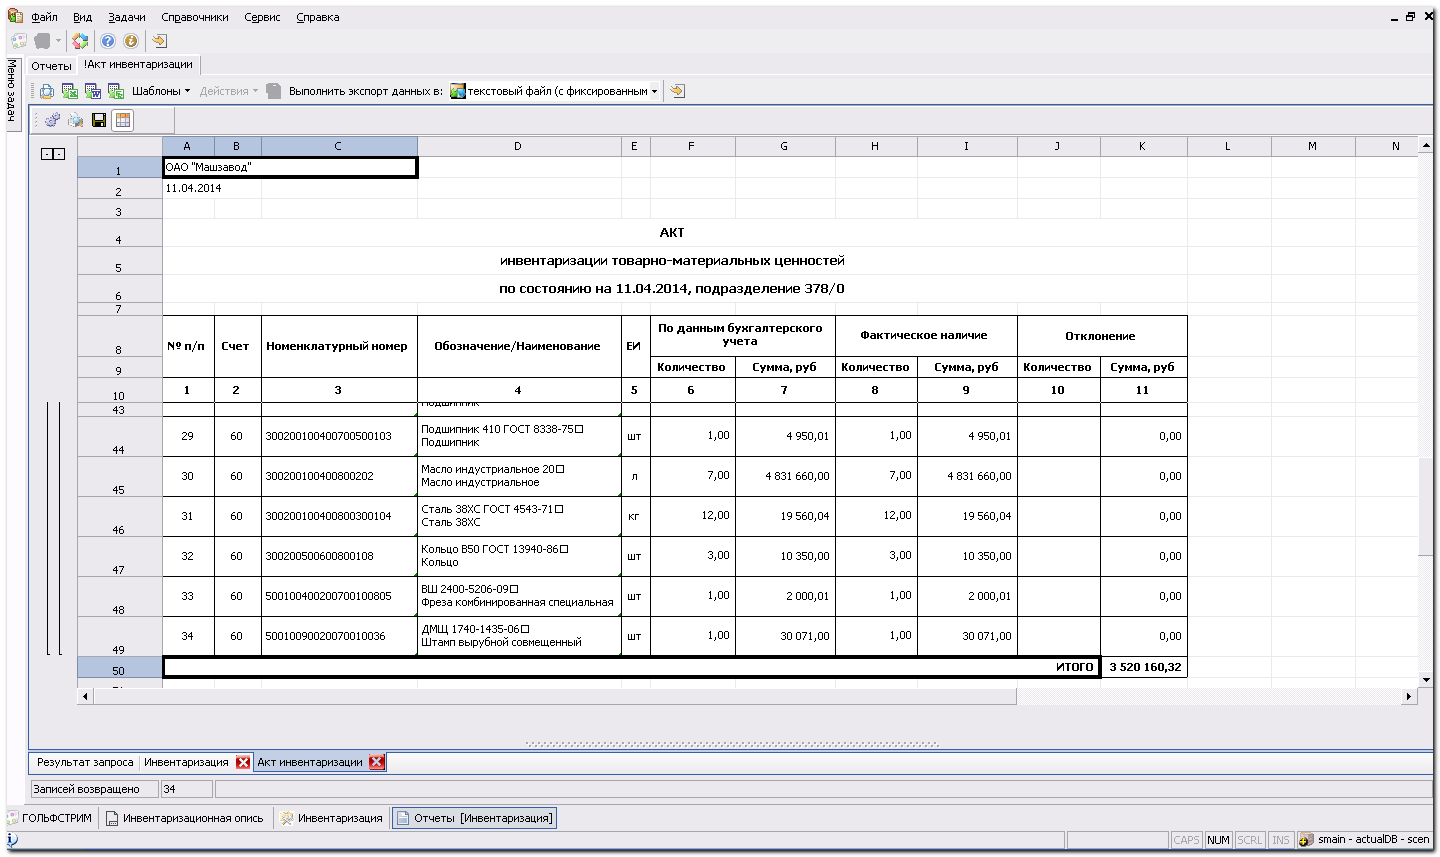 Файл Вид Задачи Справочники Сервис Справка
Меню задач
Отчеты !Акт инвентаризации
Шаблоны Действия Выполнить экспорт данных в: текстовый файл (с фиксированным
A B C D E F G H I J K L M N
1 ОАО "Машзавод"
2 11.04.2014
3
4 АКТ
5 инвентаризации товарно-материальных ценностей
6 по состоянию на 11.04.2014, подразделение 378/0
7
8 № п/п Счет Номенклатурный номер Обозначение/Наименование ЕИ По данным бухгалтерского учета Фактическое наличие Отклонение
9 Количество Сумма, руб Количество Сумма, руб Количество Сумма, руб
10 1 2 3 4 5 6 7 8 9 10 11
43 Подшипник
44 29 60 300200100400700500103 Подшипник 410 ГОСТ 8338-75□ шт 1,00 4 950,01 1,00 4 950,01 0,00
Подшипник
45 30 60 300200100400800202 Масло индустриальное 20□ л 7,00 4 831 660,00 7,00 4 831 660,00 0,00
Масло индустриальное
46 31 60 300200100400800300104 Сталь 38ХС ГОСТ 4543-71□ кг 12,00 19 560,04 12,00 19 560,04 0,00
Сталь 38ХС
47 32 60 300200500600800108 Кольцо В50 ГОСТ 13940-86□ шт 3,00 10 350,00 3,00 10 350,00 0,00
Кольцо
48 33 60 500100400200700100805 ВШ 2400-5206-09□ шт 1,00 2 000,01 1,00 2 000,01 0,00
Фреза комбинированная специальная
49 34 60 50010090020070010036 ДМЩ 1740-1435-06□ шт 1,00 30 071,00 1,00 30 071,00 0,00
Штамп вырубной совмещенный
50 ИТОГО 3 520 160,32
Результат запроса Инвентаризация Акт инвентаризации
Записей возвращено 34
ГОЛЬФСТРИМ Инвентаризационная опись Инвентаризация Отчеты [Инвентаризация]
CAPS NUM SCRL INS smain - actualDB - scen